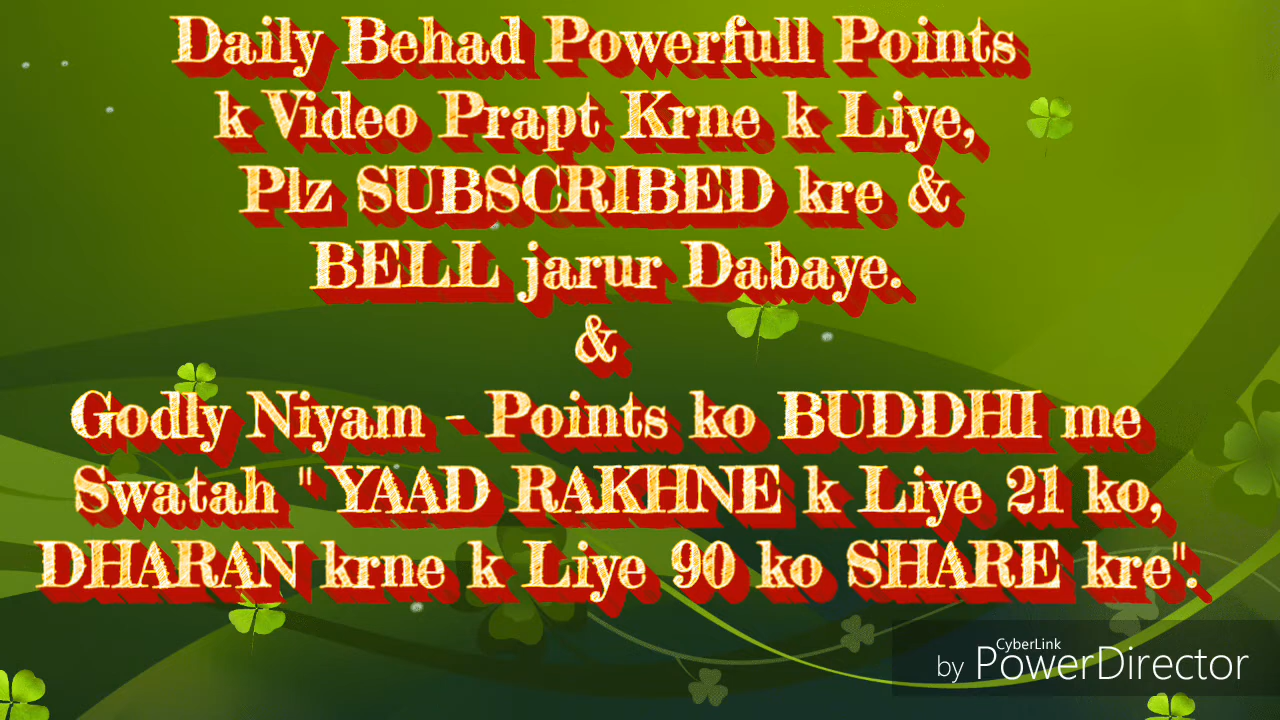 Daily Behad Powerfull Points
k Video Prapt Krne k Liye,
Plz SUBSCRIBED kre &
BELL jarur Dabaye.
&
Godly Niyam - Points ko BUDDHI me
Swatah " YAAD RAKHNE k Liye 21 ko,
DHARAN krne k Liye 90 ko SHARE kre".
by CyberLink PowerDirector